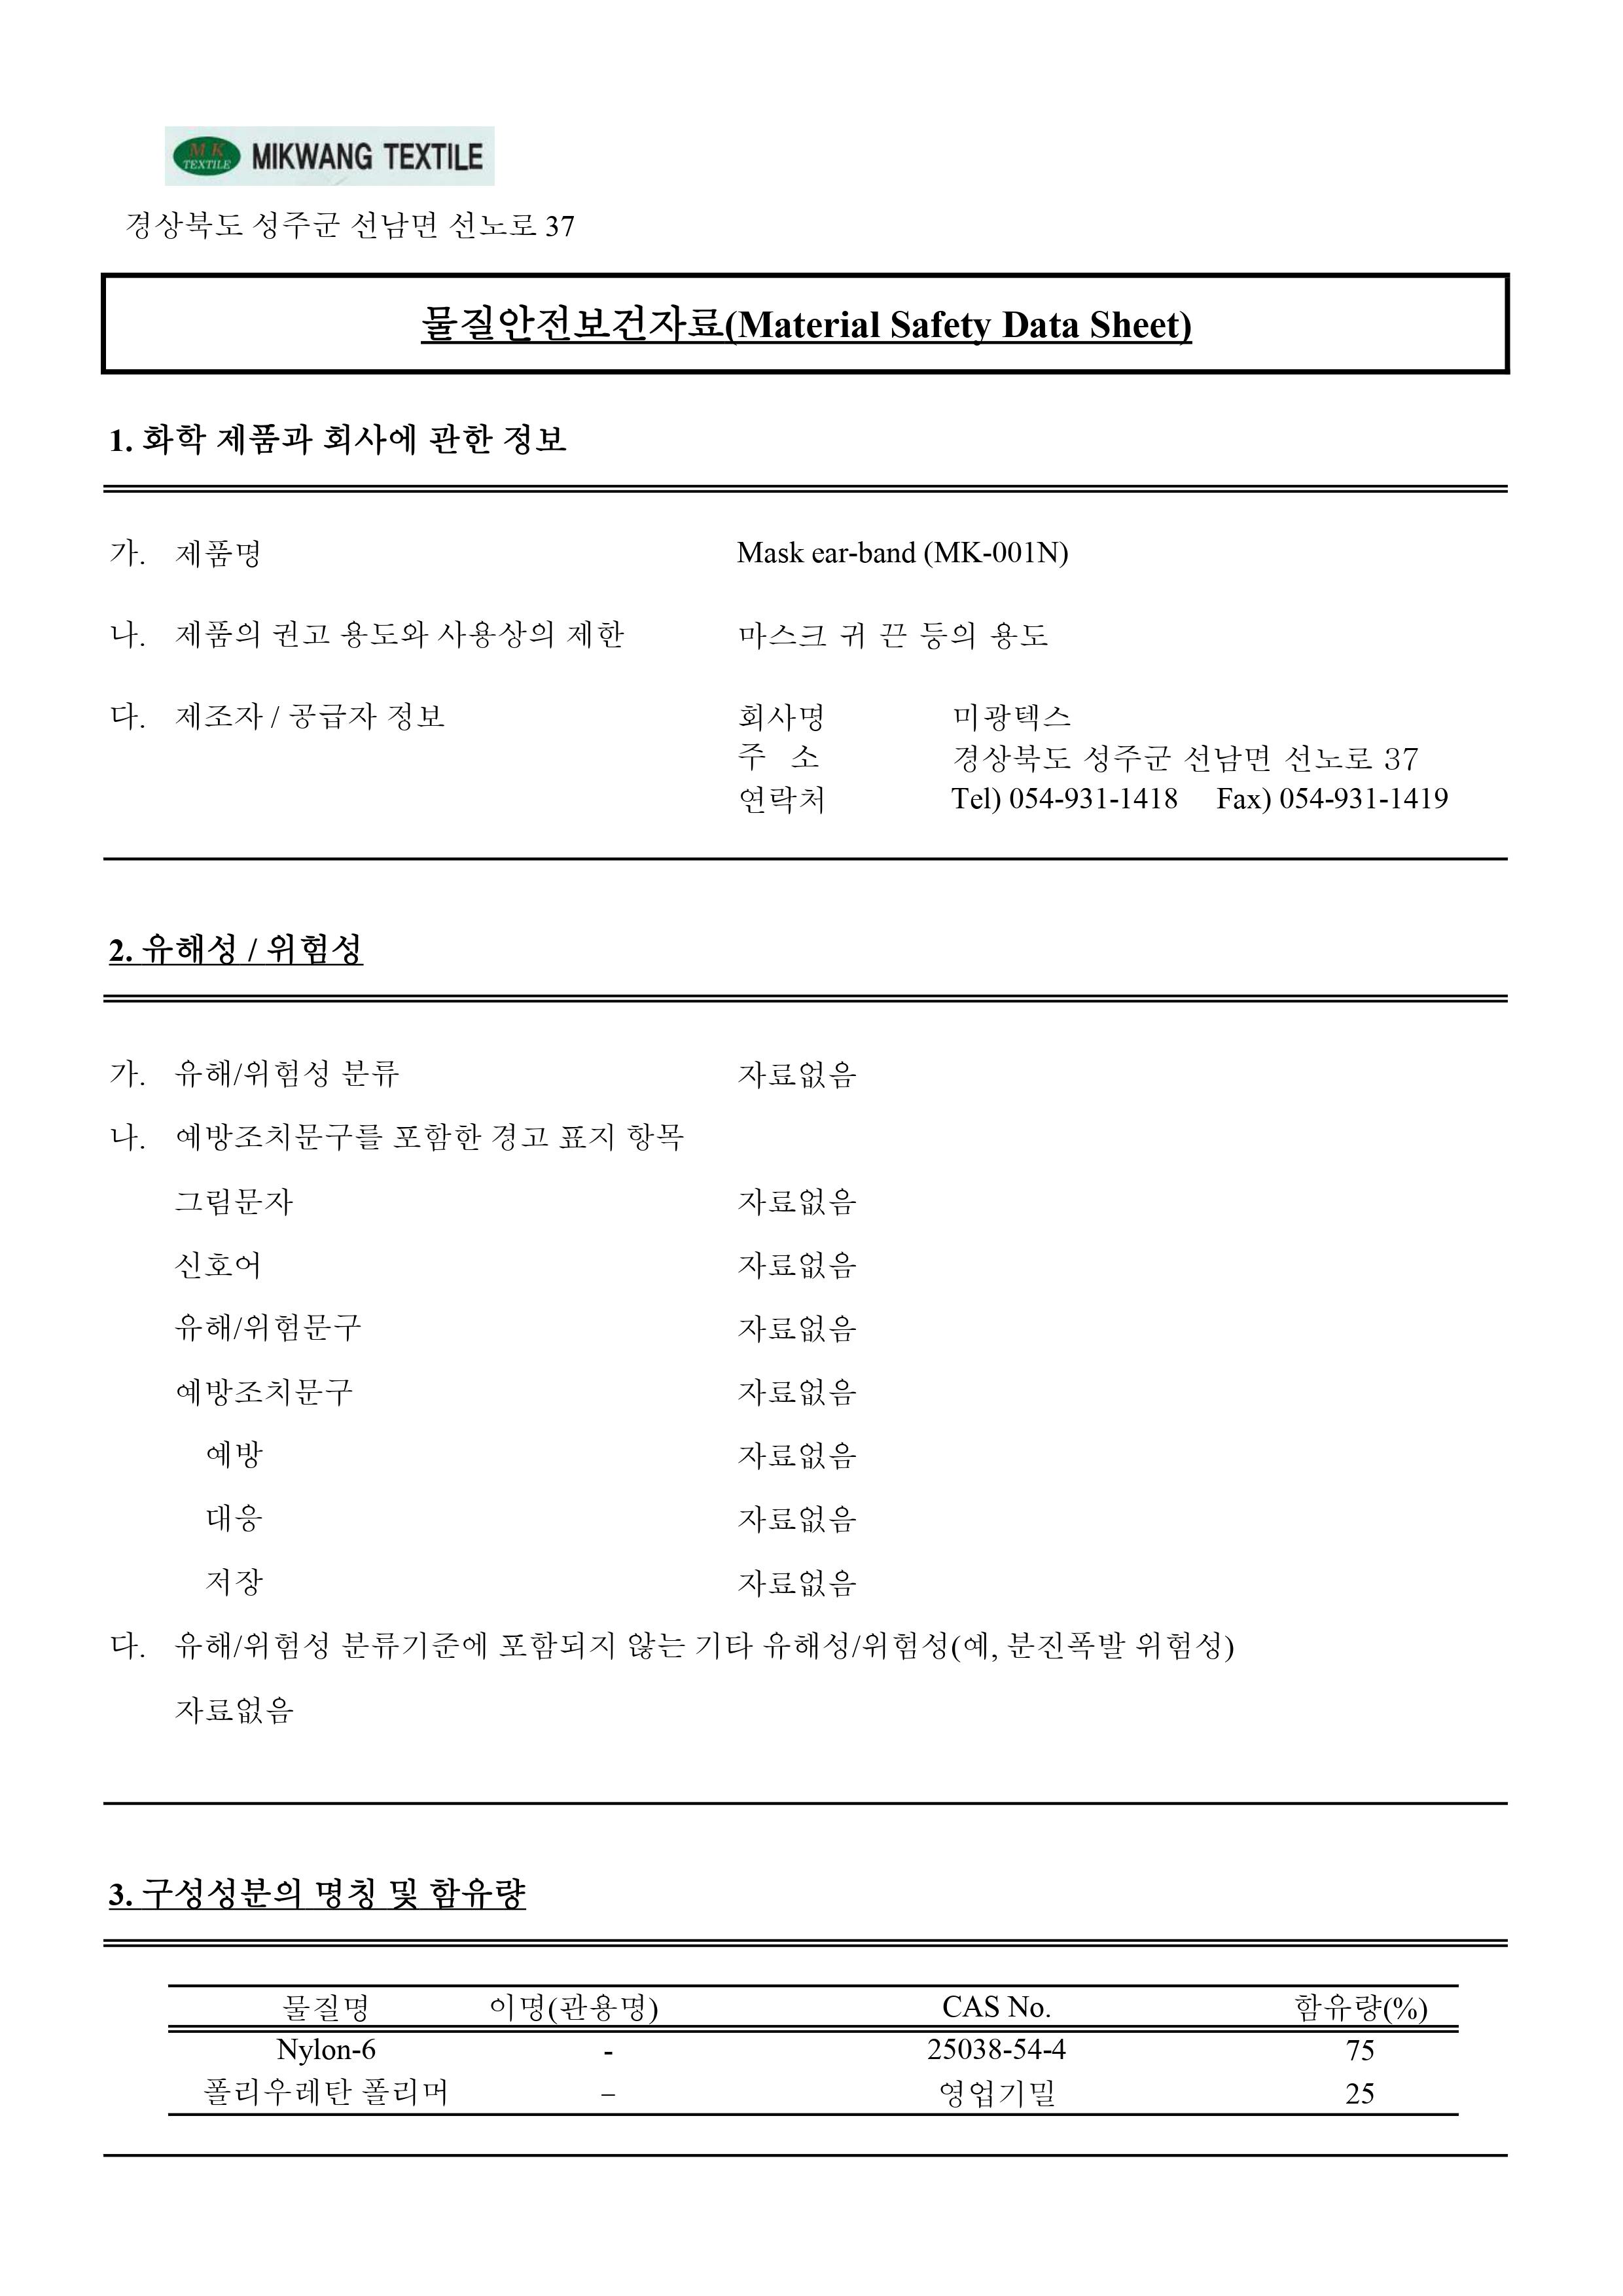 MK TEXTILE MIKWANG TEXTILE
경상북도 성주군 선남면 선노로 37
물질안전보건자료(Material Safety Data Sheet)
1. 화학 제품과 회사에 관한 정보
가. 제품명 Mask ear-band (MK-001N)
나. 제품의 권고 용도와 사용상의 제한 마스크 귀 끈 등의 용도
다. 제조자 / 공급자 정보 회사명 미광텍스
주 소 경상북도 성주군 선남면 선노로 37
연락처 Tel) 054-931-1418 Fax) 054-931-1419
2. 유해성 / 위험성
가. 유해/위험성 분류 자료없음
나. 예방조치문구를 포함한 경고 표지 항목
그림문자 자료없음
신호어 자료없음
유해/위험문구 자료없음
예방조치문구 자료없음
예방 자료없음
대응 자료없음
저장 자료없음
다. 유해/위험성 분류기준에 포함되지 않는 기타 유해성/위험성(예, 분진폭발 위험성)
자료없음
3. 구성성분의 명칭 및 함유량
물질명 이명(관용명) CAS No. 함유량(%)
Nylon-6 - 25038-54-4 75
폴리우레탄 폴리머 – 영업기밀 25